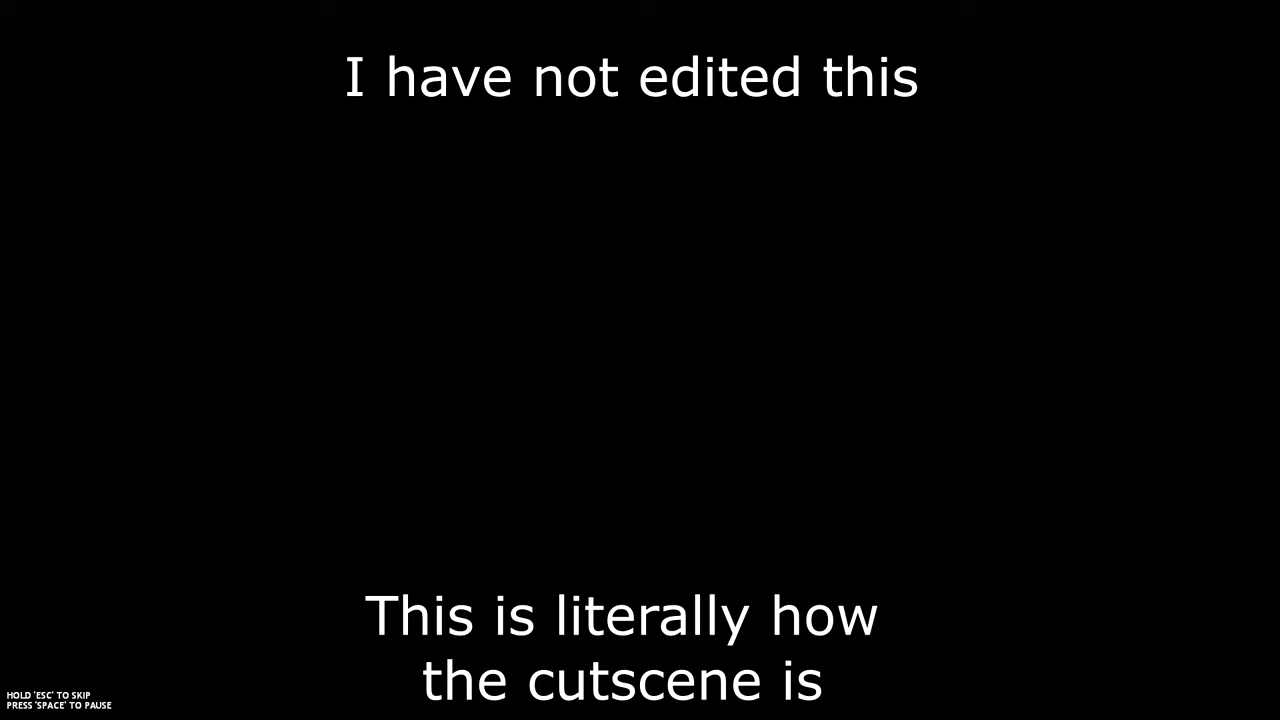 I have not edited this
This is literally how
the cutscene is
HOLD 'ESC' TO SKIP
PRESS 'SPACE' TO PAUSE